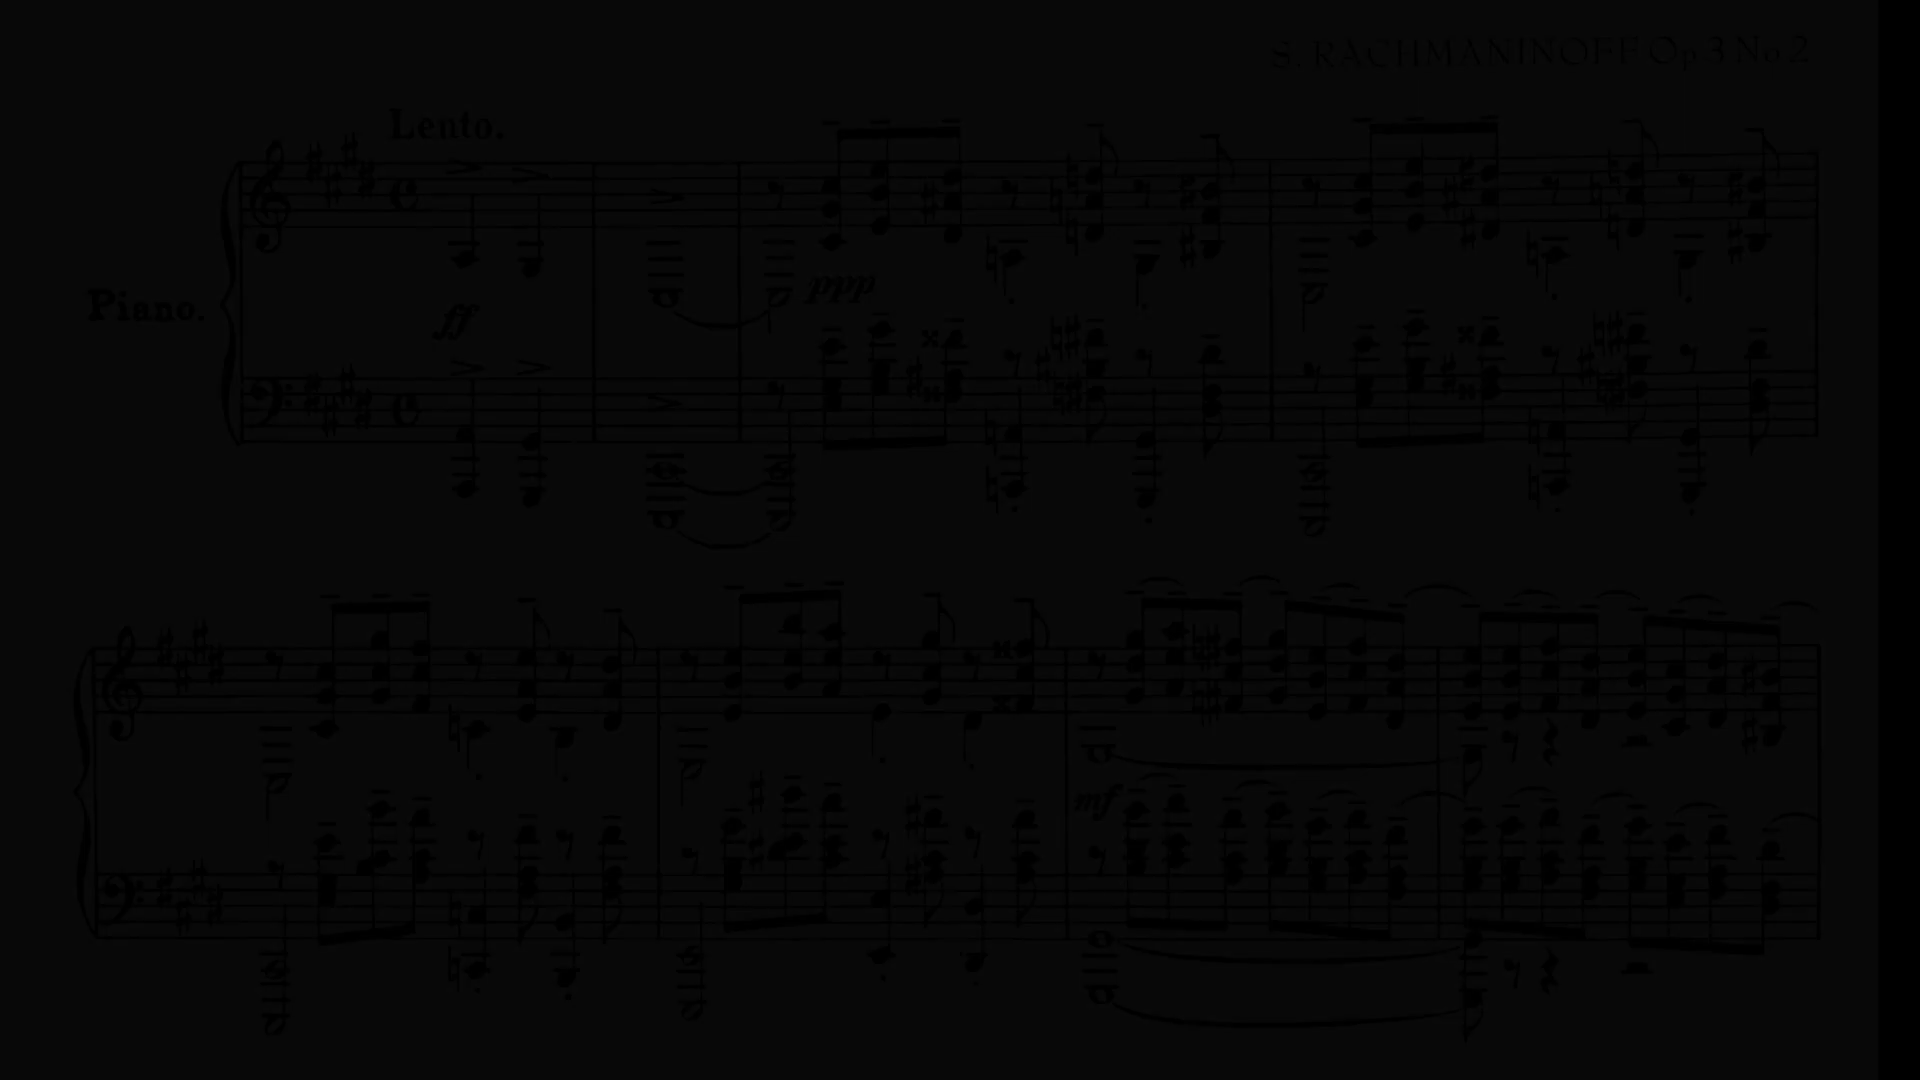 S. RACHMANINOFF Op 3 No 2
Lento.
Piano.
ff
ppp
mf